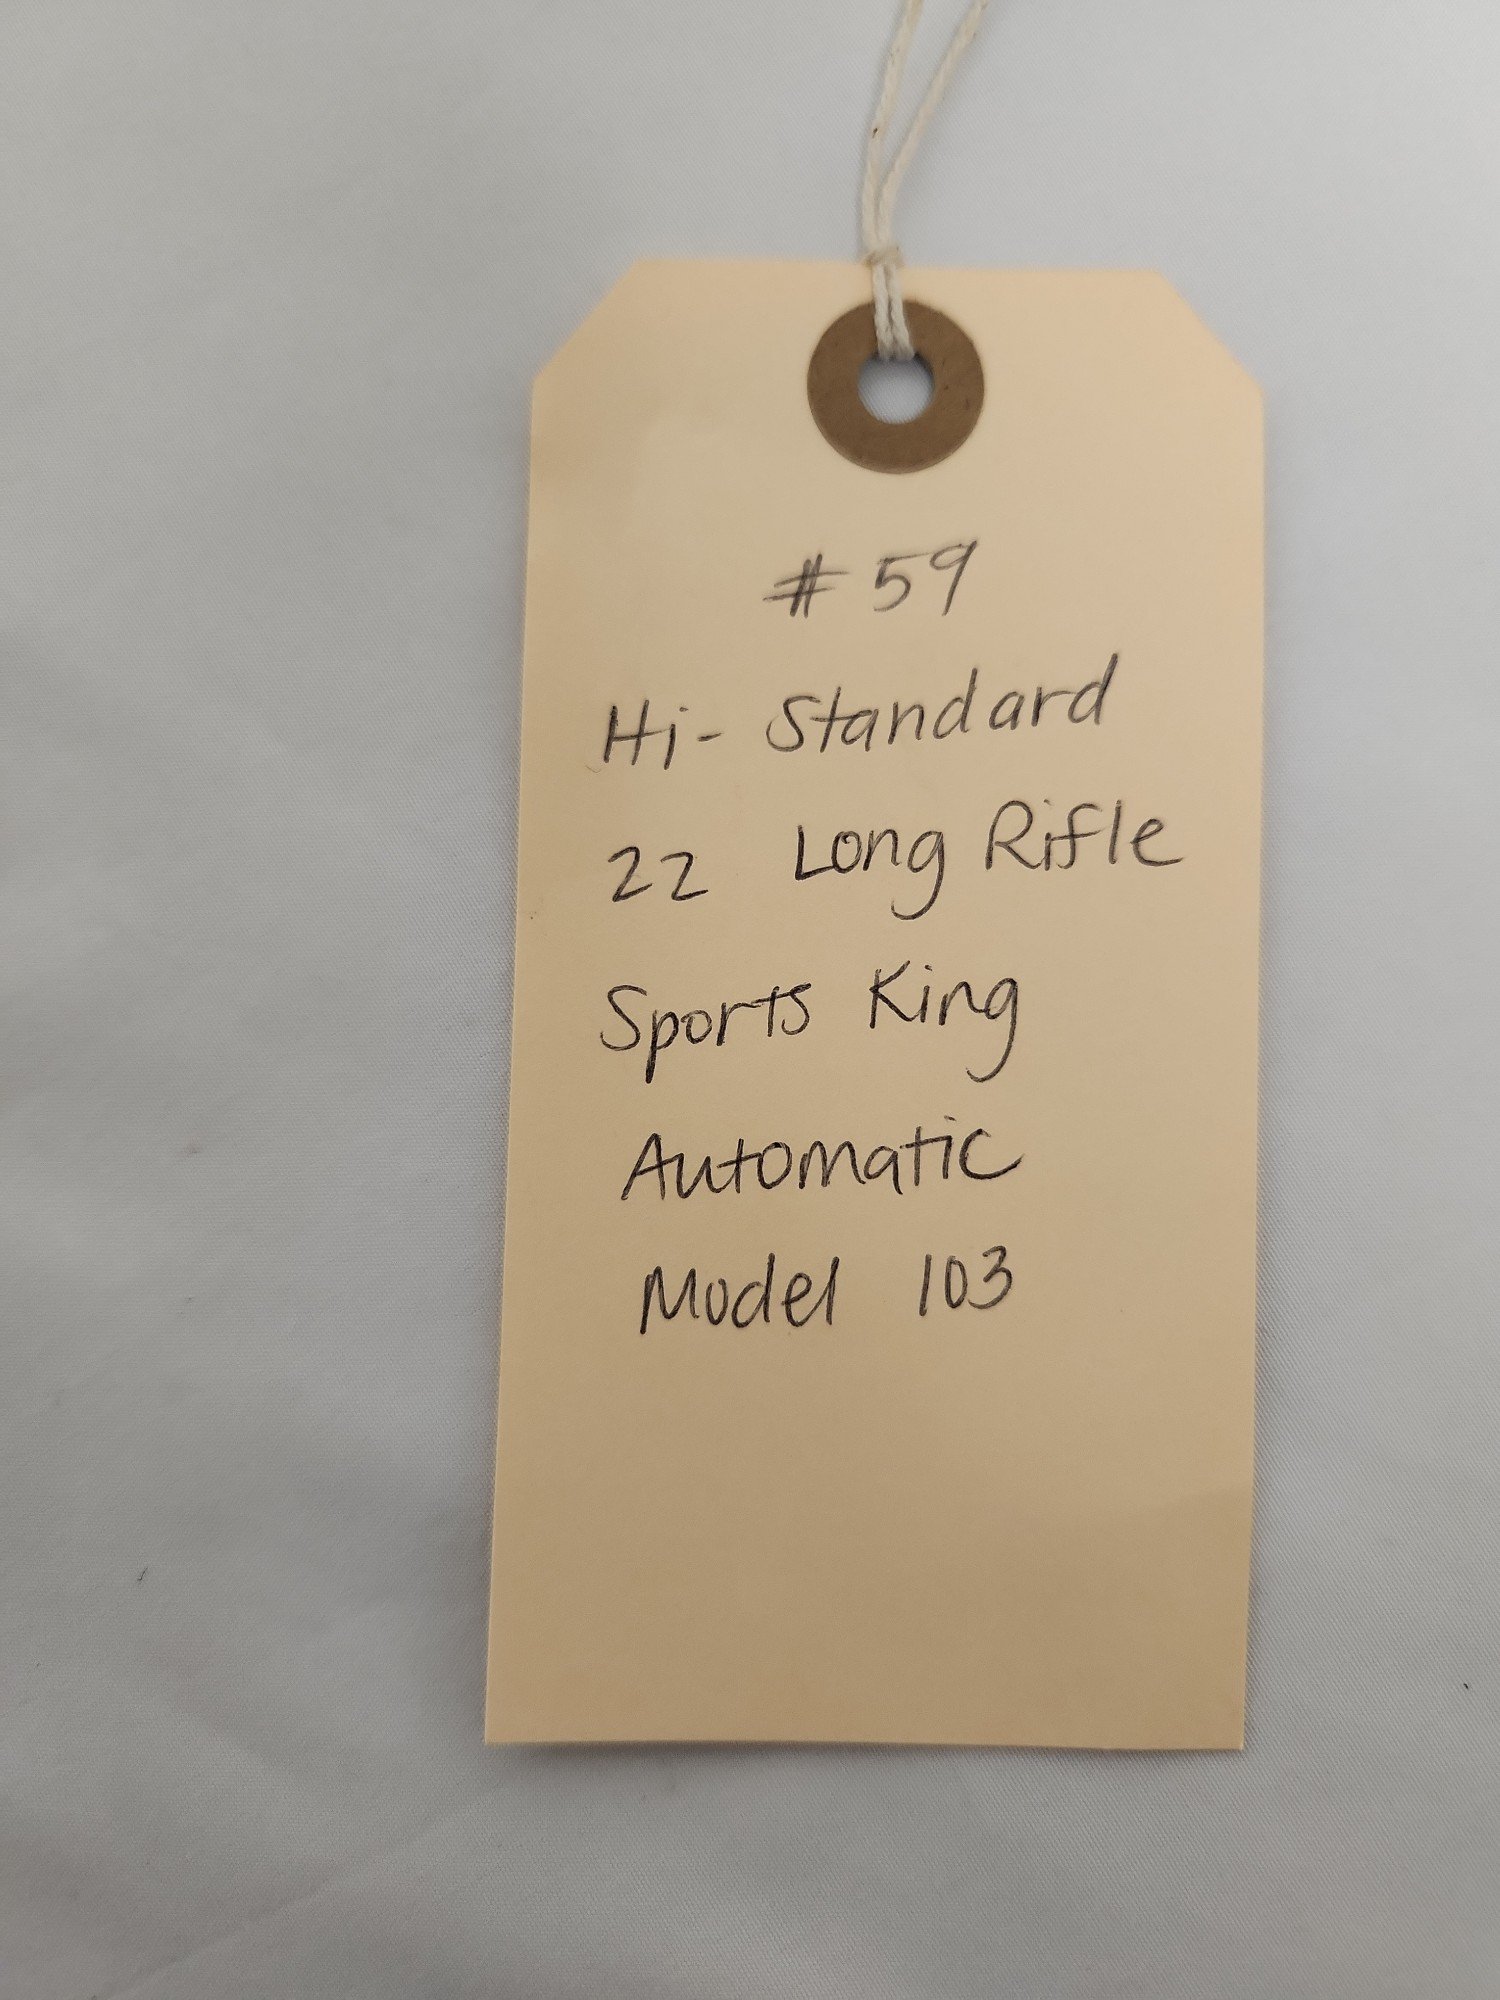 # 59
Hi- Standard
22 Long Rifle
Sports King
Automatic
Model 103